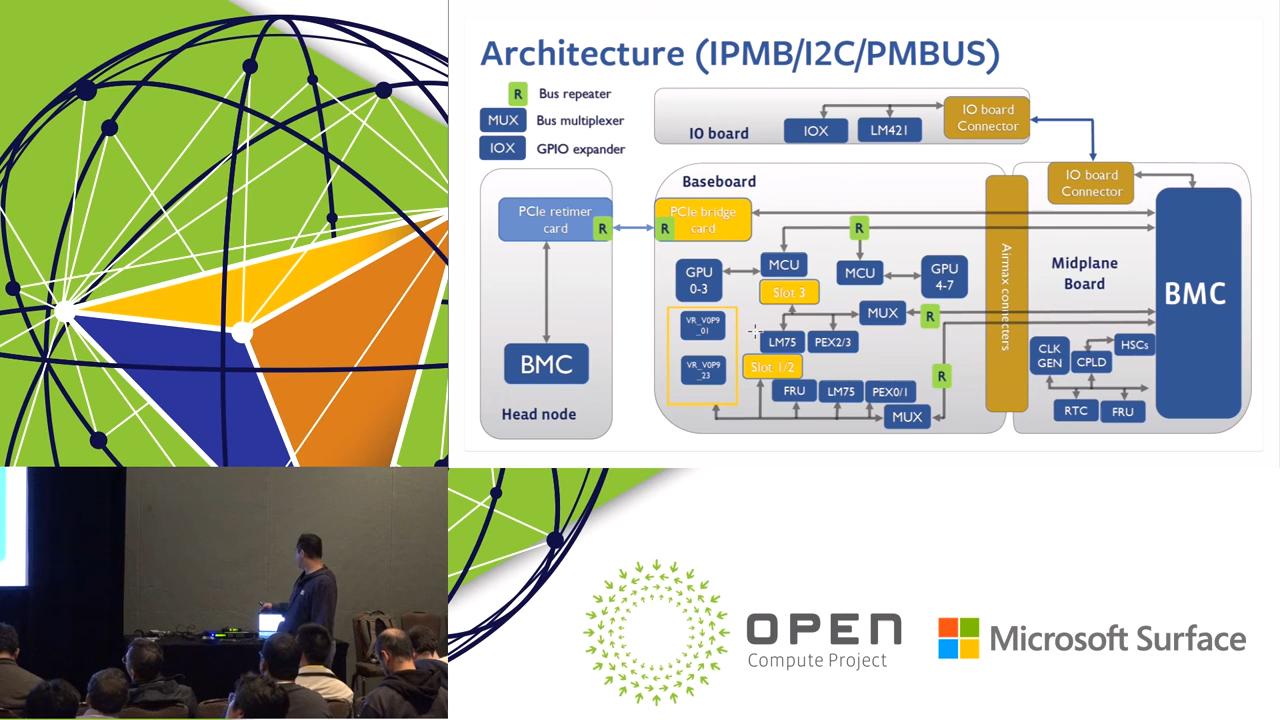 Architecture (IPMB/I2C/PMBUS)
R Bus repeater
MUX Bus multiplexer
IOX GPIO expander
IO board
IOX
LM421
IO board
Connector
Head node
PCIe retimer
card
R
BMC
Baseboard
PCIe bridge
card
R
R
MCU
MCU
GPU
0-3
GPU
4-7
Slot 3
VR_V0P9
_01
VR_V0P9
_23
MUX
R
LM75
PEX2/3
Slot 1/2
R
FRU
LM75
PEX0/1
MUX
Airmax connecters
IO board
Connector
Midplane
Board
BMC
CLK
GEN
CPLD
HSCs
RTC
FRU
OPEN
Compute Project
Microsoft Surface